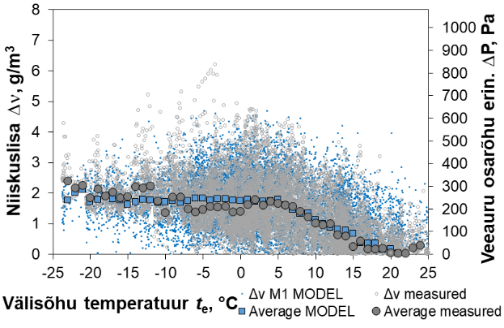 8
7
6
5
4
3
2
1
0
Niiskuslisa Δν, g/m³
1000
900
800
700
600
500
400
300
200
100
0
Veeauru osarõhu erin. ΔP, Pa
-25 -20 -15 -10 -5 0 5 10 15 20 25
Välisõhu temperatuur te, °C
Δv M1 MODEL
Δv measured
Average MODEL
Average measured